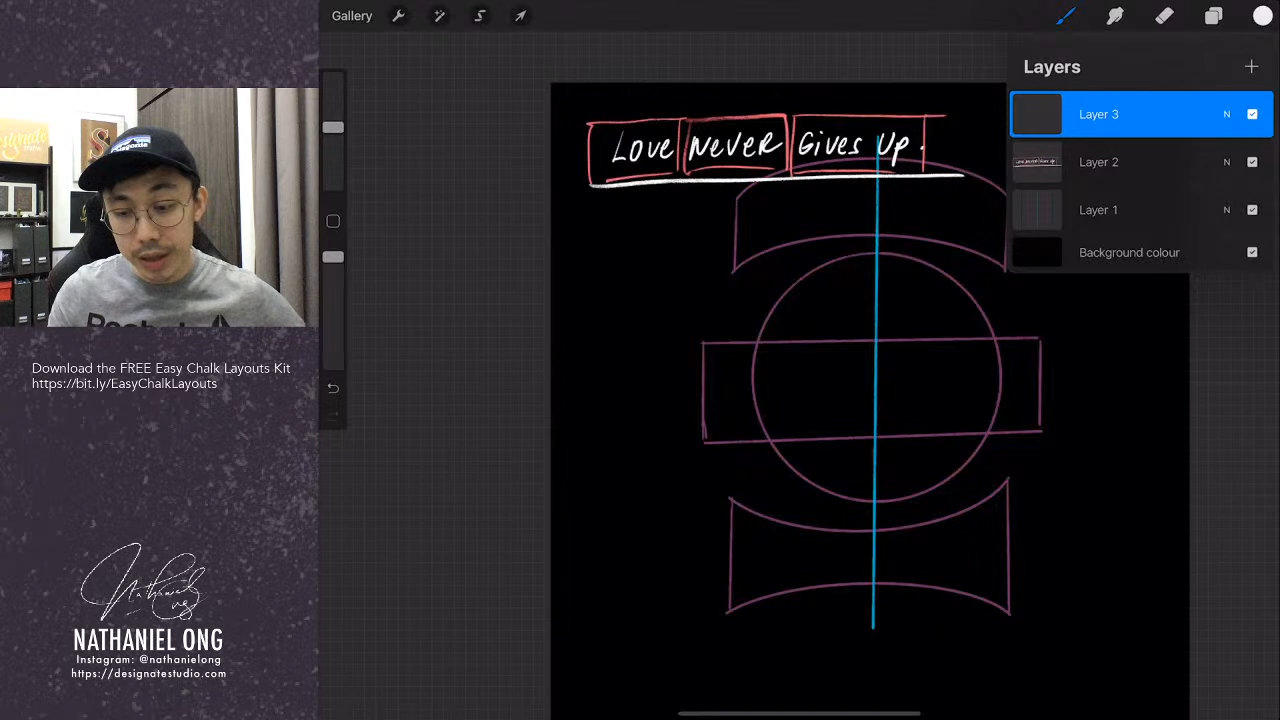 Gallery
Layers
Layer 3 N
Love Never Gives Up.
Layer 2 N
Layer 1 N
Background colour
Download the FREE Easy Chalk Layouts Kit
https://bit.ly/EasyChalkLayouts
NATHANIEL ONG
Instagram: @nathanielong
https://designatestudio.com